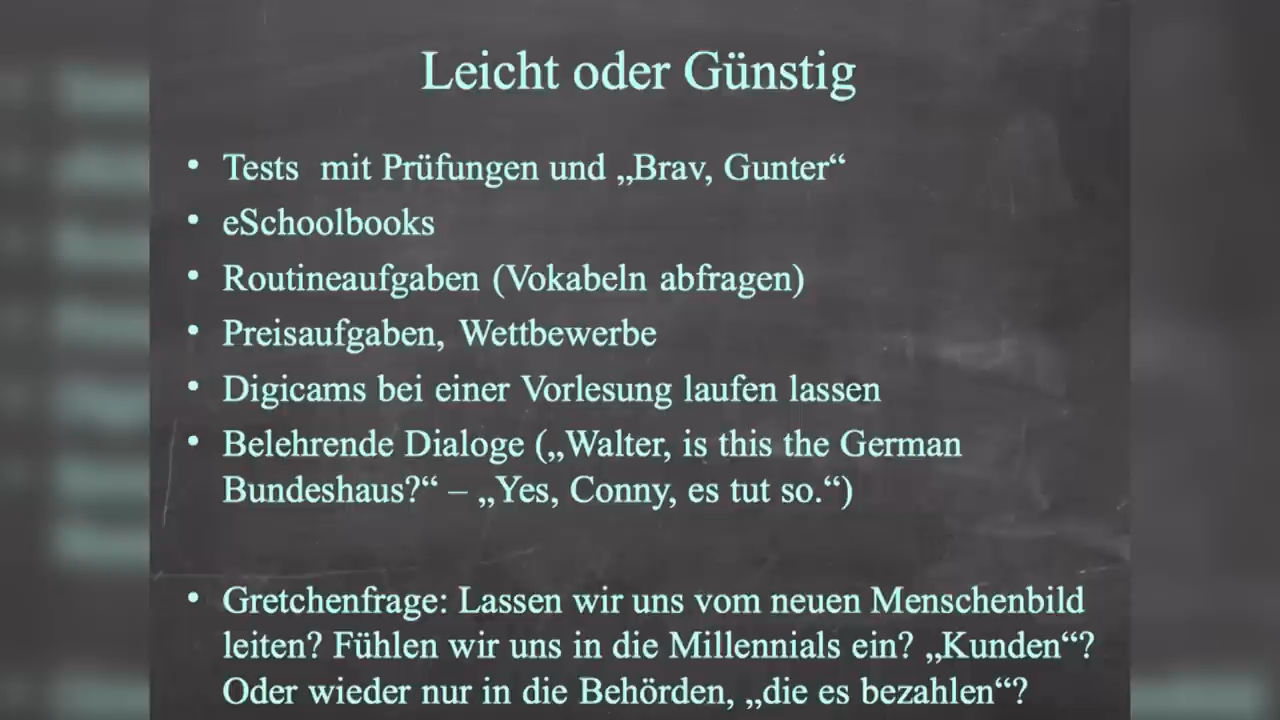 Leicht oder Günstig
• Tests mit Prüfungen und „Brav, Gunter“
• eSchoolbooks
• Routineaufgaben (Vokabeln abfragen)
• Preisaufgaben, Wettbewerbe
• Digicams bei einer Vorlesung laufen lassen
• Belehrende Dialoge („Walter, is this the German
Bundeshaus?“ – „Yes, Conny, es tut so.“)
• Gretchenfrage: Lassen wir uns vom neuen Menschenbild
leiten? Fühlen wir uns in die Millennials ein? „Kunden“?
Oder wieder nur in die Behörden, „die es bezahlen“?